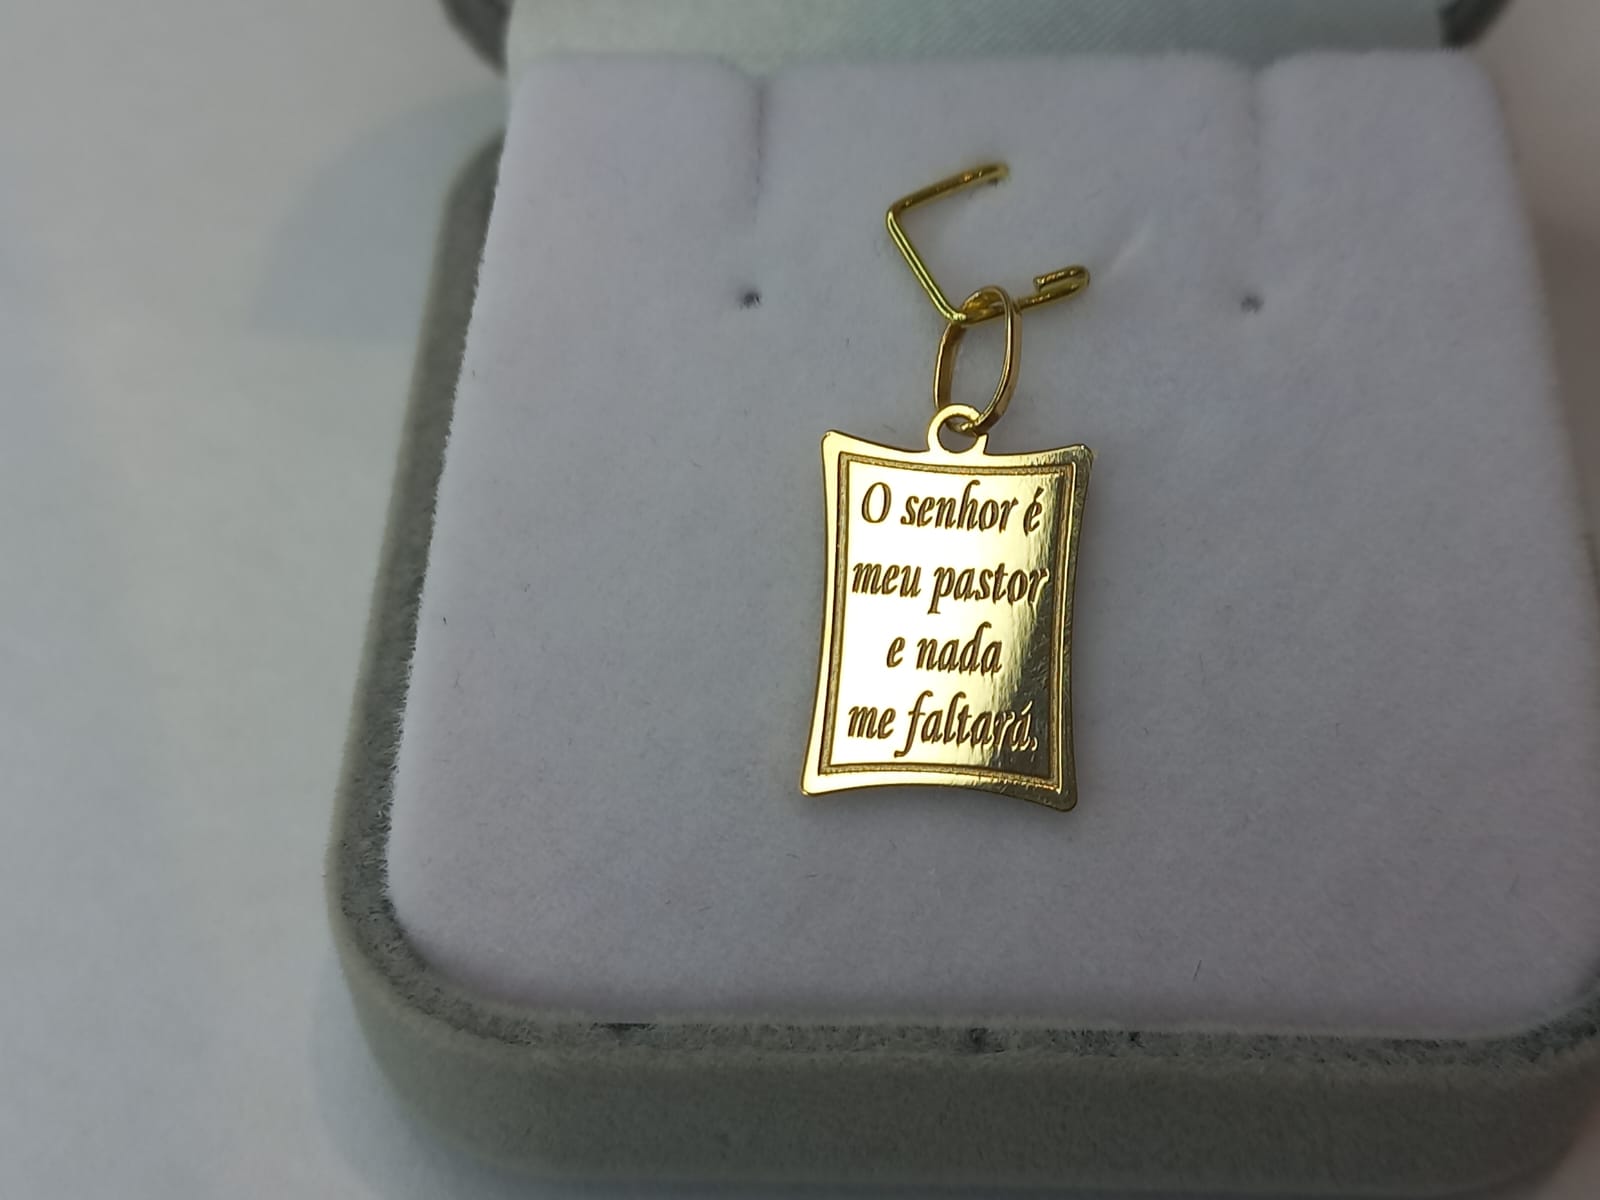 O senhor é
meu pastor
e nada
me faltará.